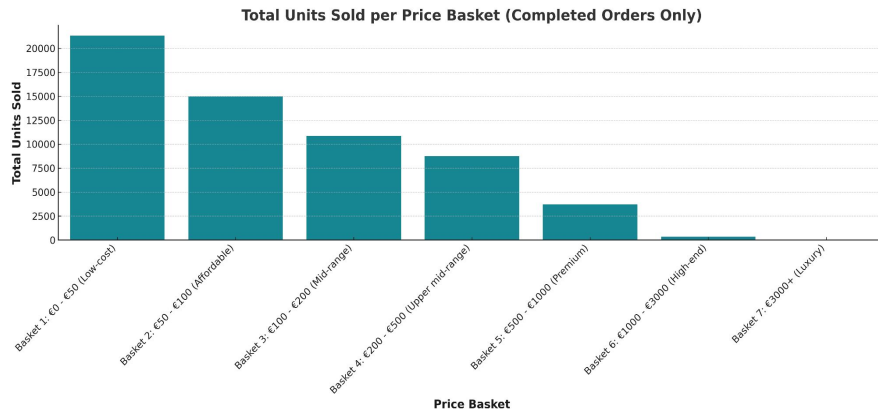 Total Units Sold per Price Basket (Completed Orders Only)
Total Units Sold
20000
17500
15000
12500
10000
7500
5000
2500
0
Basket 1: €0 - €50 (Low-cost)
Basket 2: €50 - €100 (Affordable)
Basket 3: €100 - €200 (Mid-range)
Basket 4: €200 - €500 (Upper mid-range)
Basket 5: €500 - €1000 (Premium)
Basket 6: €1000 - €3000 (High-end)
Basket 7: €3000+ (Luxury)
Price Basket